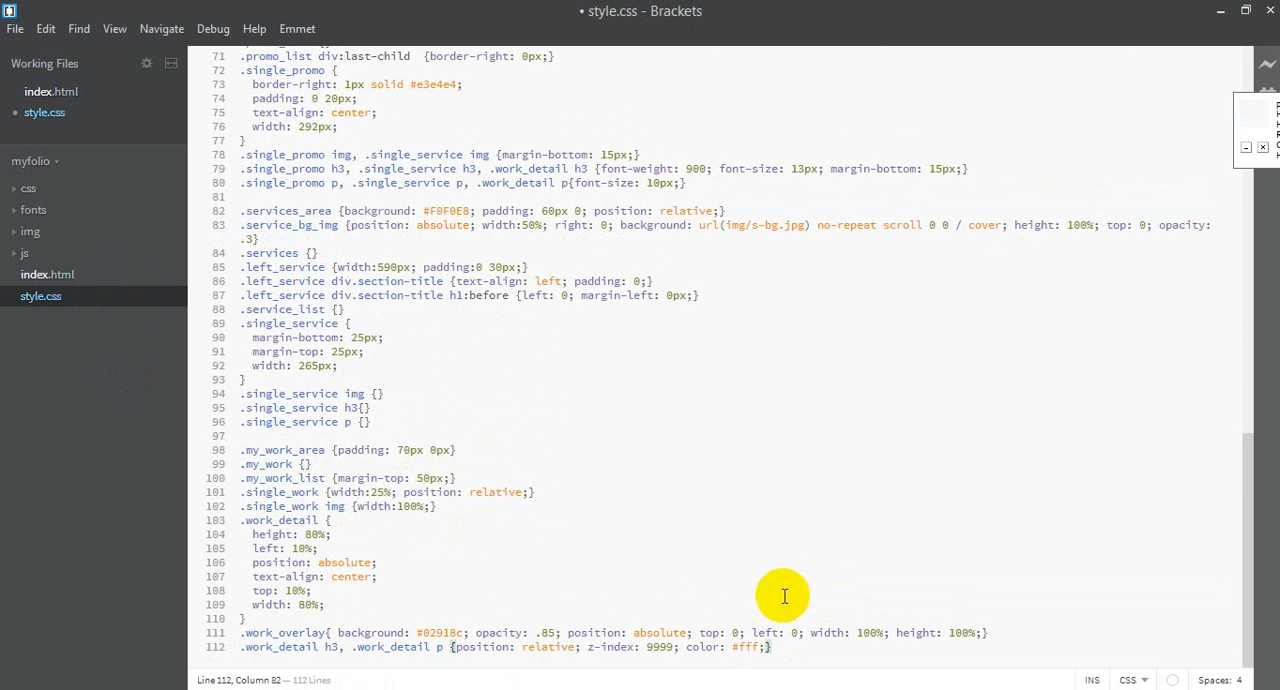 • style.css - Brackets
File Edit Find View Navigate Debug Help Emmet
Working Files
index.html
• style.css
myfolio
css
fonts
img
js
index.html
style.css
71 .promo_list div:last-child  {border-right: 0px;}
72 .single_promo {
73 border-right: 1px solid #e3e4e4;
74 padding: 0 20px;
75 text-align: center;
76 width: 292px;
77 }
78 .single_promo img, .single_service img {margin-bottom: 15px;}
79 .single_promo h3, .single_service h3, .work_detail h3 {font-weight: 900; font-size: 13px; margin-bottom: 15px;}
80 .single_promo p, .single_service p, .work_detail p{font-size: 10px;}
81
82 .services_area {background: #F0F0E8; padding: 60px 0; position: relative;}
83 .service_bg_img {position: absolute; width:50%; right: 0; background: url(img/s-bg.jpg) no-repeat scroll 0 0 / cover; height: 100%; top: 0; opacity:
.3}
84 .services {}
85 .left_service {width:590px; padding:0 30px;}
86 .left_service div.section-title {text-align: left; padding: 0;}
87 .left_service div.section-title h1:before {left: 0; margin-left: 0px;}
88 .service_list {}
89 .single_service {
90 margin-bottom: 25px;
91 margin-top: 25px;
92 width: 265px;
93 }
94 .single_service img {}
95 .single_service h3{}
96 .single_service p {}
97
98 .my_work_area {padding: 70px 0px}
99 .my_work {}
100 .my_work_list {margin-top: 50px;}
101 .single_work {width:25%; position: relative;}
102 .single_work img {width:100%;}
103 .work_detail {
104 height: 80%;
105 left: 10%;
106 position: absolute;
107 text-align: center;
108 top: 10%;
109 width: 80%;
110 }
111 .work_overlay{ background: #02918c; opacity: .85; position: absolute; top: 0; left: 0; width: 100%; height: 100%;}
112 .work_detail h3, .work_detail p {position: relative; z-index: 9999; color: #fff;}
Line 112, Column 82 — 112 Lines
INS CSS Spaces: 4